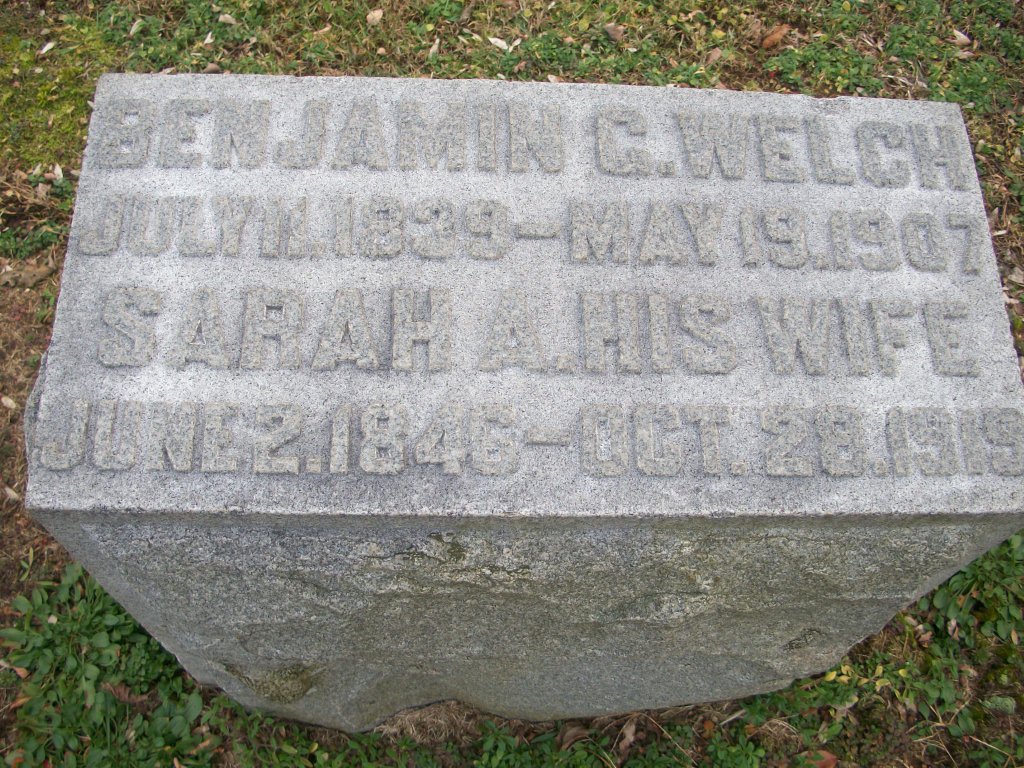 BENJAMIN G. WELCH
JULY 11. 1839 — MAY 19. 1907
SARAH A. HIS WIFE
JUNE 2. 1846 — OCT. 28. 1919